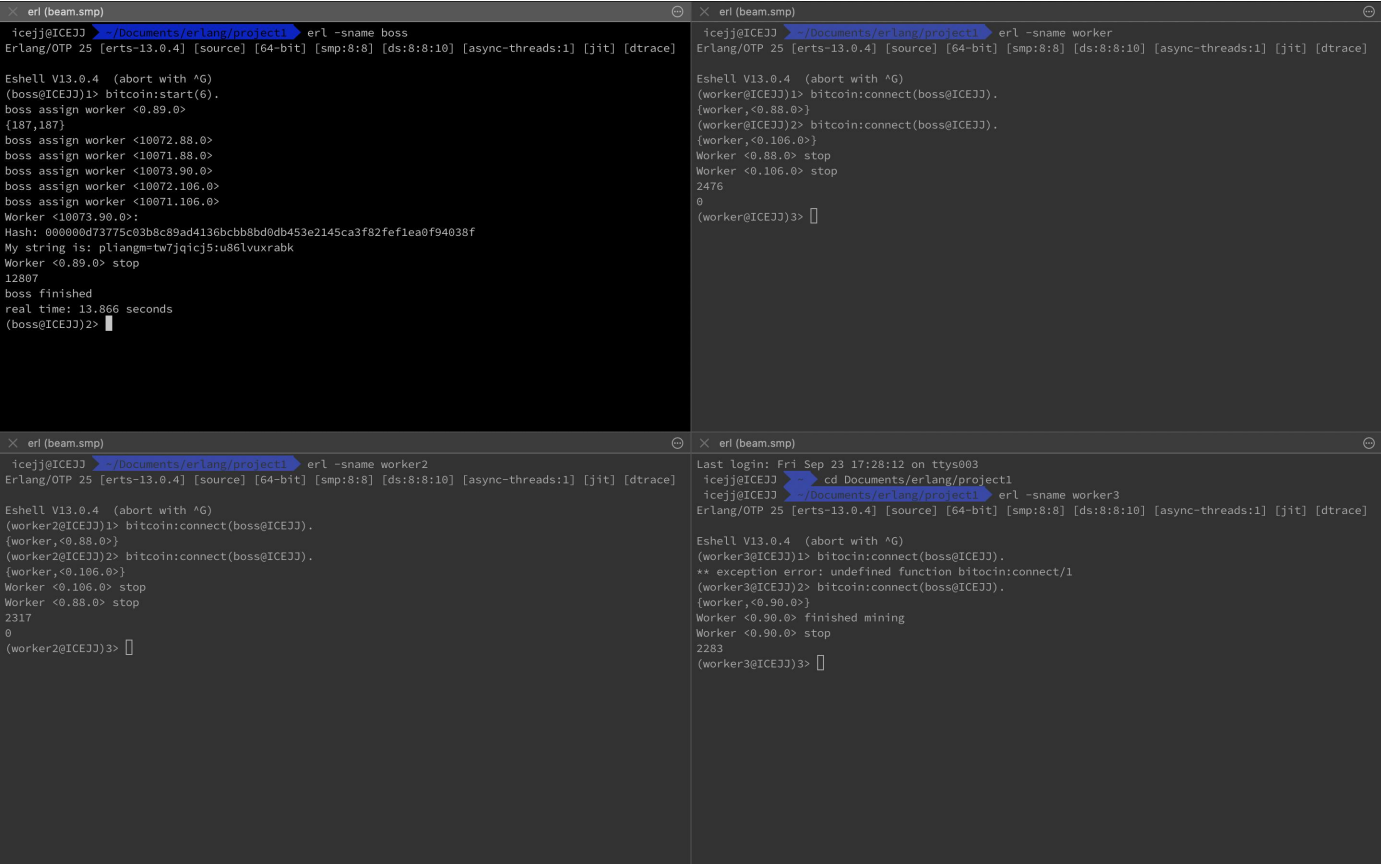 erl (beam.smp)
icejj@ICEJJ ~/Documents/erlang/project1 erl -sname boss
Erlang/OTP 25 [erts-13.0.4] [source] [64-bit] [smp:8:8] [ds:8:8:10] [async-threads:1] [jit] [dtrace]
Eshell V13.0.4 (abort with ^G)
(boss@ICEJJ)1> bitcoin:start(6).
boss assign worker <0.89.0>
{187,187}
boss assign worker <10072.88.0>
boss assign worker <10071.88.0>
boss assign worker <10073.90.0>
boss assign worker <10072.106.0>
boss assign worker <10071.106.0>
Worker <10073.90.0>:
Hash: 000000d73775c03b8c89ad4136bcbb8bd0db453e2145ca3f82fef1ea0f94038f
My string is: pliangm=tw7jqicj5:u86lvuxrabk
Worker <0.89.0> stop
12807
boss finished
real time: 13.866 seconds
(boss@ICEJJ)2>
erl (beam.smp)
icejj@ICEJJ ~/Documents/erlang/project1 erl -sname worker
Erlang/OTP 25 [erts-13.0.4] [source] [64-bit] [smp:8:8] [ds:8:8:10] [async-threads:1] [jit] [dtrace]
Eshell V13.0.4 (abort with ^G)
(worker@ICEJJ)1> bitcoin:connect(boss@ICEJJ).
{worker,<0.88.0>}
(worker@ICEJJ)2> bitcoin:connect(boss@ICEJJ).
{worker,<0.106.0>}
Worker <0.88.0> stop
Worker <0.106.0> stop
2476
0
(worker@ICEJJ)3>
erl (beam.smp)
icejj@ICEJJ ~/Documents/erlang/project1 erl -sname worker2
Erlang/OTP 25 [erts-13.0.4] [source] [64-bit] [smp:8:8] [ds:8:8:10] [async-threads:1] [jit] [dtrace]
Eshell V13.0.4 (abort with ^G)
(worker2@ICEJJ)1> bitcoin:connect(boss@ICEJJ).
{worker,<0.88.0>}
(worker2@ICEJJ)2> bitcoin:connect(boss@ICEJJ).
{worker,<0.106.0>}
Worker <0.106.0> stop
Worker <0.88.0> stop
2317
0
(worker2@ICEJJ)3>
erl (beam.smp)
Last login: Fri Sep 23 17:28:12 on ttys003
icejj@ICEJJ ~ cd Documents/erlang/project1
icejj@ICEJJ ~/Documents/erlang/project1 erl -sname worker3
Erlang/OTP 25 [erts-13.0.4] [source] [64-bit] [smp:8:8] [ds:8:8:10] [async-threads:1] [jit] [dtrace]
Eshell V13.0.4 (abort with ^G)
(worker3@ICEJJ)1> bitocin:connect(boss@ICEJJ).
** exception error: undefined function bitocin:connect/1
(worker3@ICEJJ)2> bitcoin:connect(boss@ICEJJ).
{worker,<0.90.0>}
Worker <0.90.0> finished mining
Worker <0.90.0> stop
2283
(worker3@ICEJJ)3>